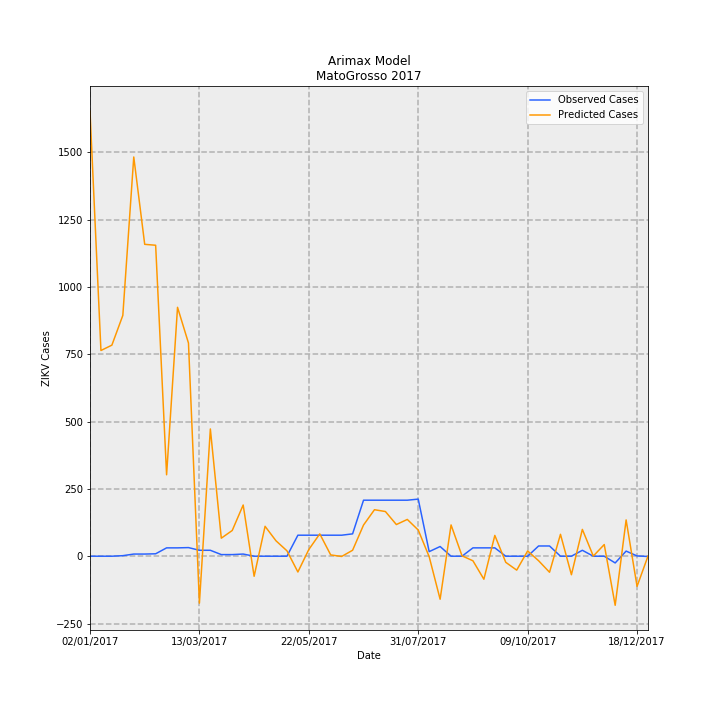 Arimax Model
MatoGrosso 2017
Observed Cases
Predicted Cases
ZIKV Cases
1500
1250
1000
750
500
250
0
−250
02/01/2017
13/03/2017
22/05/2017
31/07/2017
09/10/2017
18/12/2017
Date